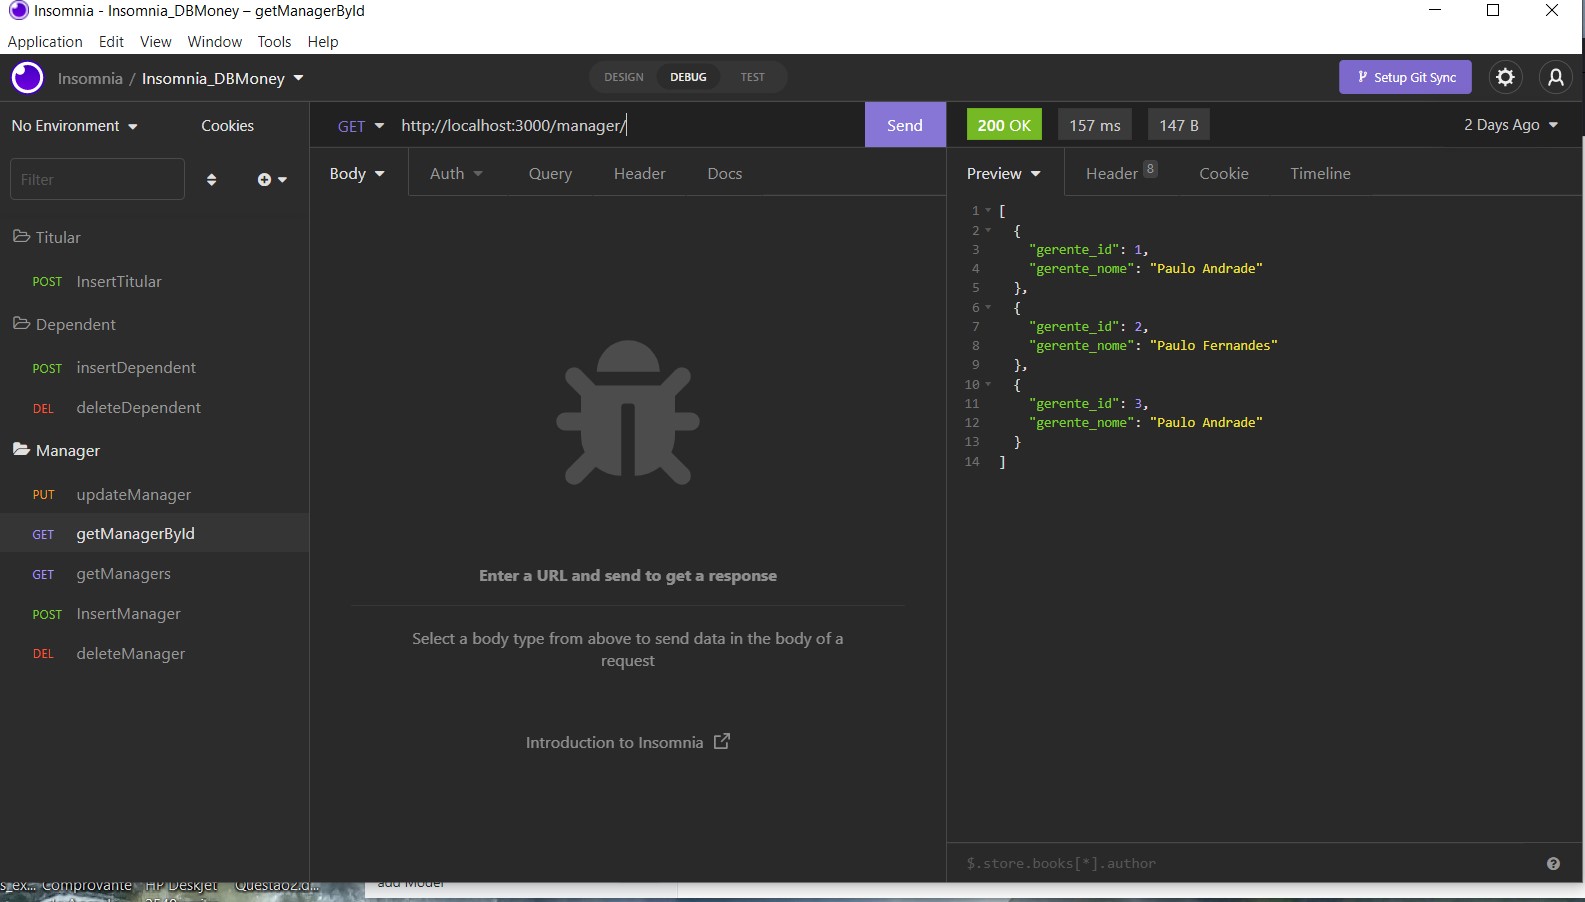 Insomnia - Insomnia_DBMoney – getManagerById
Application Edit View Window Tools Help
Insomnia / Insomnia_DBMoney
DESIGN DEBUG TEST
Setup Git Sync
No Environment
Cookies
GET http://localhost:3000/manager/
Send
200 OK 157 ms 147 B
2 Days Ago
Filter
Body Auth Query Header Docs
Preview Header 8 Cookie Timeline
Titular
POST InsertTitular
Dependent
POST insertDependent
DEL deleteDependent
Manager
PUT updateManager
GET getManagerById
GET getManagers
POST InsertManager
DEL deleteManager
Enter a URL and send to get a response
Select a body type from above to send data in the body of a
request
Introduction to Insomnia
1 [
2 {
3 "gerente_id": 1,
4 "gerente_nome": "Paulo Andrade"
5 },
6 {
7 "gerente_id": 2,
8 "gerente_nome": "Paulo Fernandes"
9 },
10 {
11 "gerente_id": 3,
12 "gerente_nome": "Paulo Andrade"
13 }
14 ]
$.store.books[*].author
s_ex... Comprovante HP Deskjet Questao2.d...
add Model